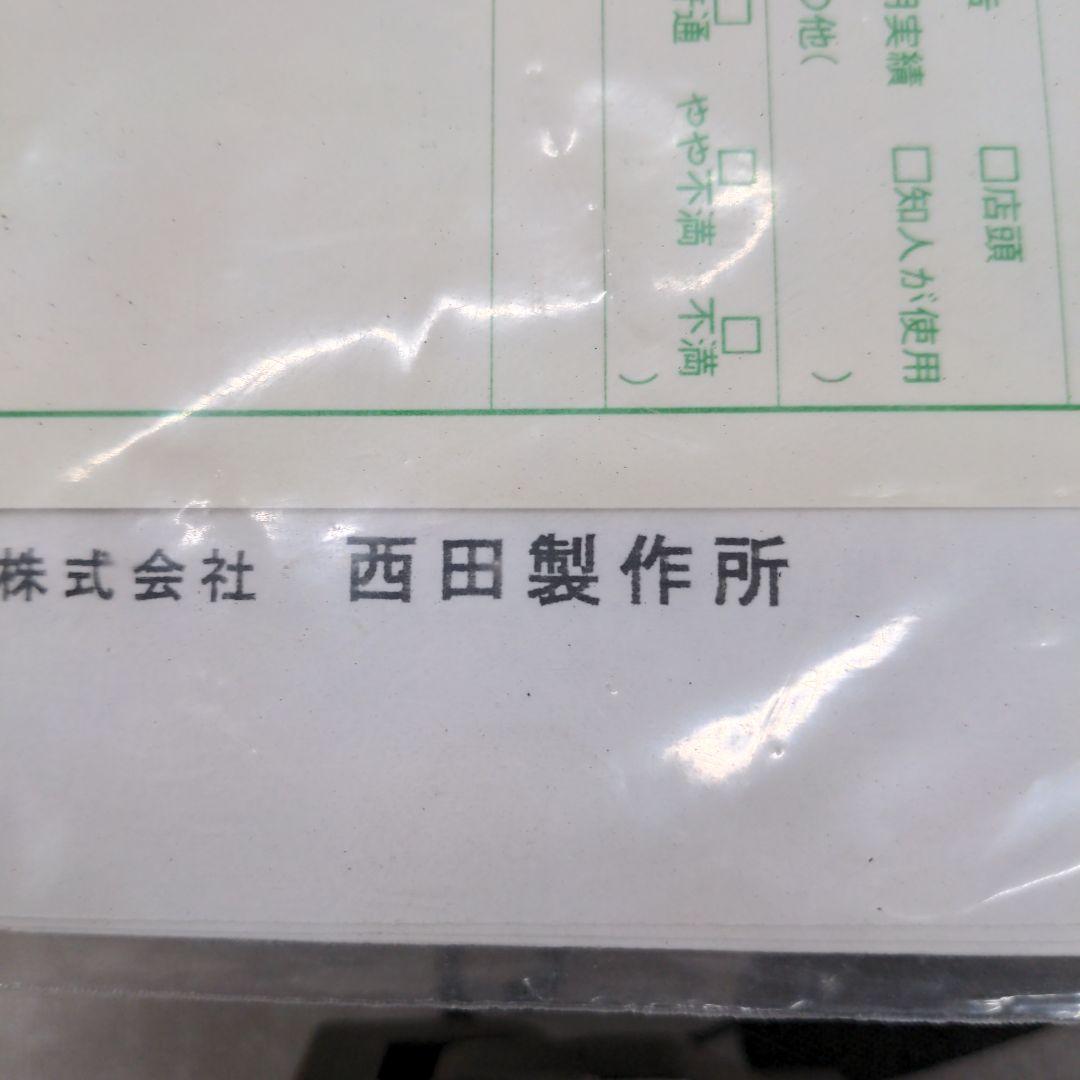 □店頭
用実績 □知人が使用
の他( )
□ □ □
普通 やや不満 不満
)
株式会社 西田製作所